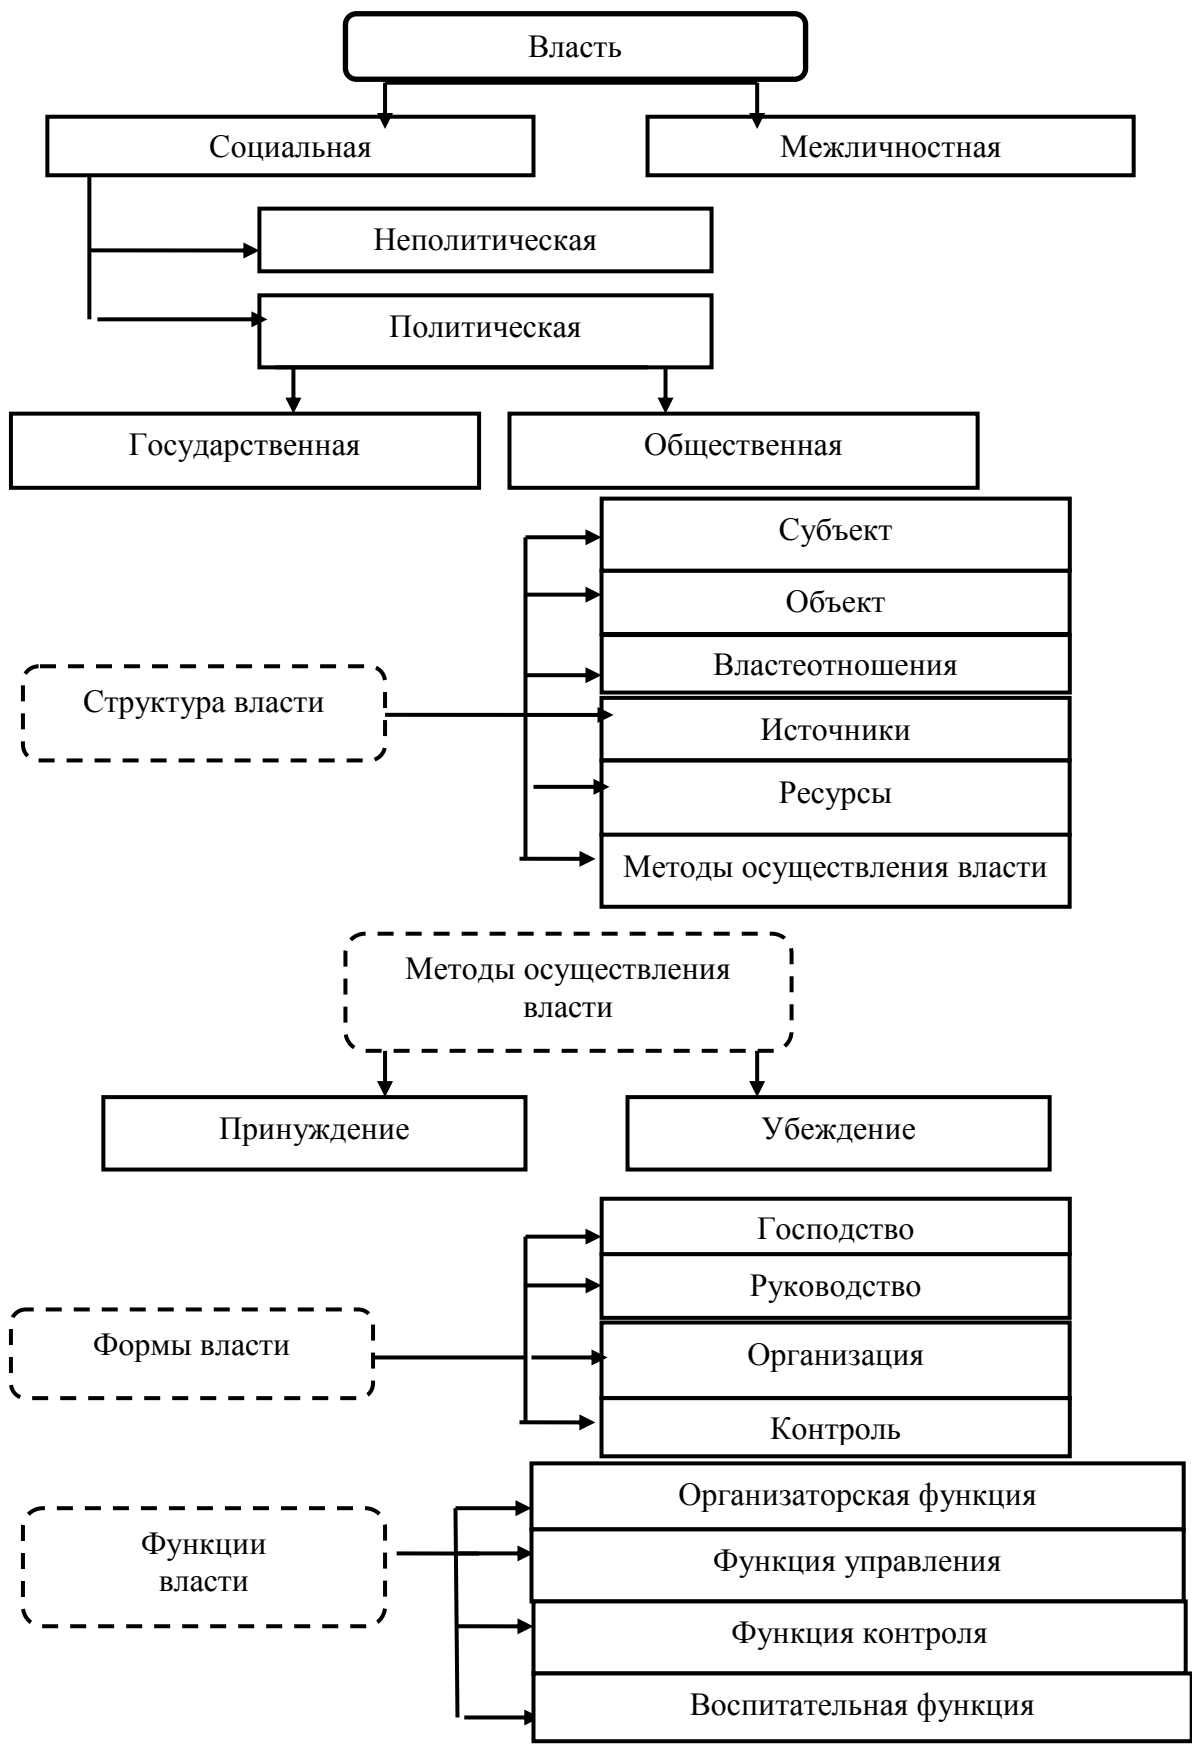 Власть
Социальная
Межличностная
Неполитическая
Политическая
Государственная
Общественная
Субъект
Объект
Властеотношения
Структура власти
Источники
Ресурсы
Методы осуществления власти
Методы осуществления
власти
Принуждение
Убеждение
Господство
Руководство
Формы власти
Организация
Контроль
Организаторская функция
Функции
власти
Функция управления
Функция контроля
Воспитательная функция